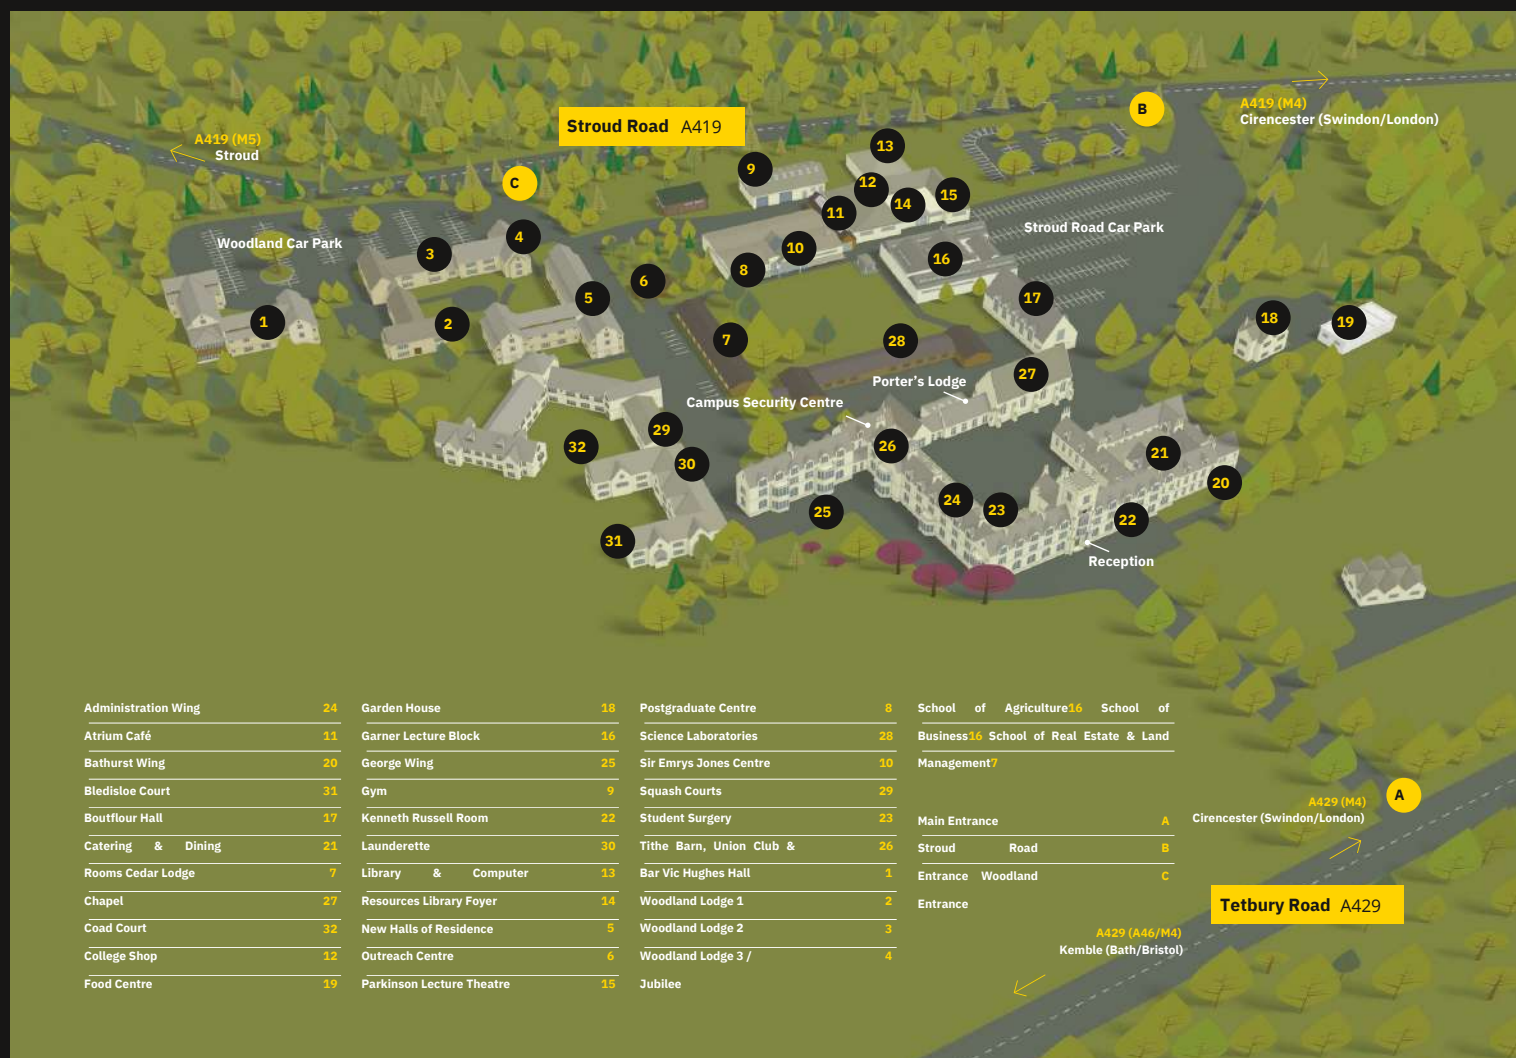 Stroud Road A419
A419 (M5)
Stroud
A419 (M4)
Cirencester (Swindon/London)
B
C
13
9
12
15
14
11
Woodland Car Park
Stroud Road Car Park
4
3
10
16
8
6
5
17
1
2
18
19
7
28
27
Porter’s Lodge
Campus Security Centre
29
32
26
30
21
20
25
24
23
22
31
Reception
Administration Wing 24
Atrium Café 11
Bathurst Wing 20
Bledisloe Court 31
Boutflour Hall 17
Catering & Dining 21
Rooms Cedar Lodge 7
Chapel 27
Coad Court 32
College Shop 12
Food Centre 19
Garden House 18
Garner Lecture Block 16
George Wing 25
Gym 9
Kenneth Russell Room 22
Launderette 30
Library & Computer 13
Resources Library Foyer 14
New Halls of Residence 5
Outreach Centre 6
Parkinson Lecture Theatre 15
Postgraduate Centre 8
Science Laboratories 28
Sir Emrys Jones Centre 10
Squash Courts 29
Student Surgery 23
Tithe Barn, Union Club & 26
Bar Vic Hughes Hall 1
Woodland Lodge 1 2
Woodland Lodge 2 3
Woodland Lodge 3 / 4
Jubilee
School of Agriculture16 School of
Business16 School of Real Estate & Land
Management7
Main Entrance A
Stroud Road B
Entrance Woodland C
Entrance
A
A429 (M4)
Cirencester (Swindon/London)
Tetbury Road A429
A429 (A46/M4)
Kemble (Bath/Bristol)